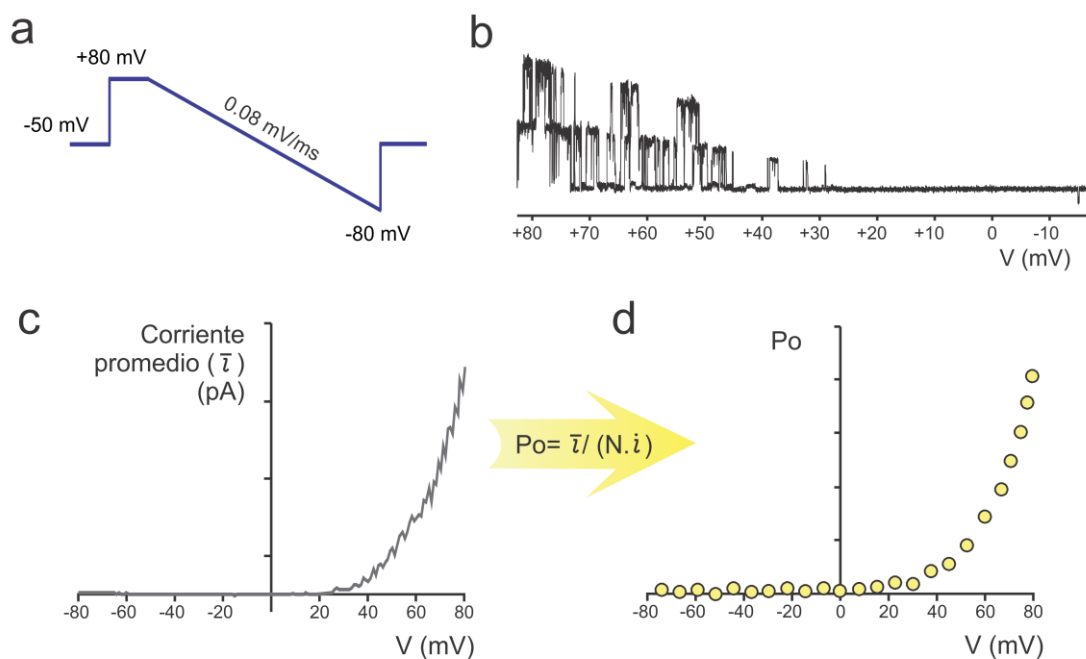 a
+80 mV
-50 mV
0.08 mV/ms
-80 mV
b
+80 +70 +60 +50 +40 +30 +20 +10 0 -10
V (mV)
c
Corriente
promedio ( i̅ )
(pA)
-80 -60 -40 -20 0 20 40 60 80
V (mV)
Po= i̅ / (N.i)
d
Po
-80 -60 -40 -20 0 20 40 60 80
V (mV)